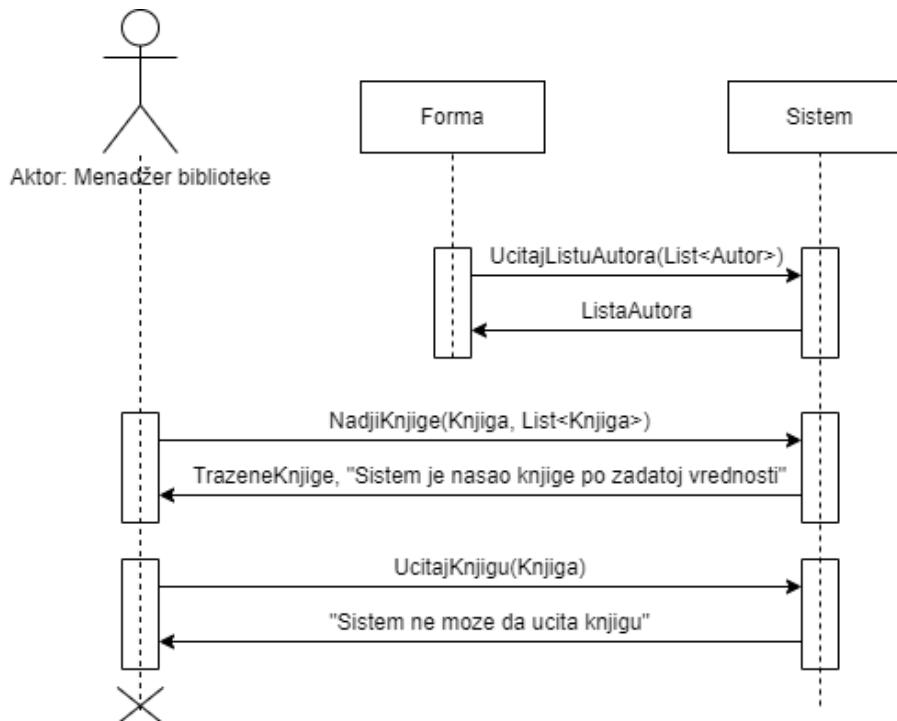 Forma
Sistem
Aktor: Menadžer biblioteke
UcitajListuAutora(List<Autor>)
ListaAutora
NadjiKnjige(Knjiga, List<Knjiga>)
TrazeneKnjige, "Sistem je nasao knjige po zadatoj vrednosti"
UcitajKnjigu(Knjiga)
"Sistem ne moze da ucita knjigu"